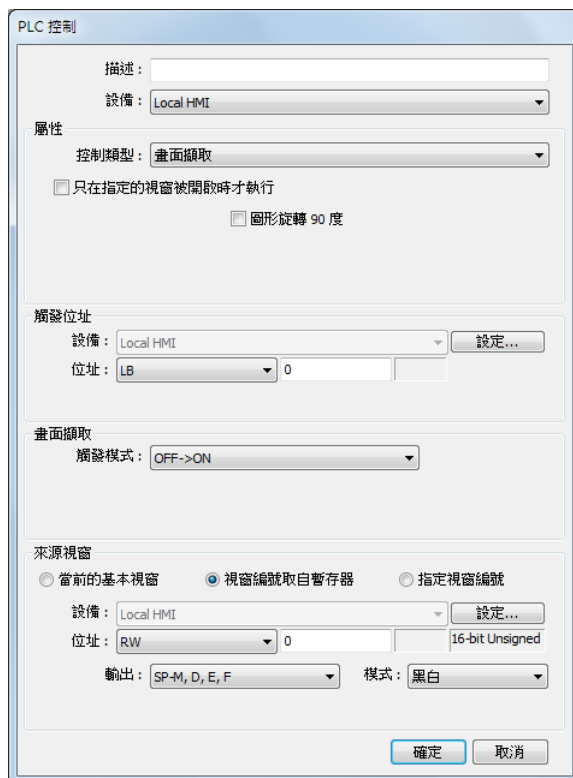 PLC 控制
描述：
設備： Local HMI
屬性
控制類型： 畫面擷取
只在指定的視窗被開啟時才執行
圖形旋轉 90 度
觸發位址
設備： Local HMI 設定...
位址： LB 0
畫面擷取
觸發模式： OFF->ON
來源視窗
當前的基本視窗 視窗編號取自暫存器 指定視窗編號
設備： Local HMI 設定...
位址： RW 0 16-bit Unsigned
輸出： SP-M, D, E, F 模式： 黑白
確定 取消